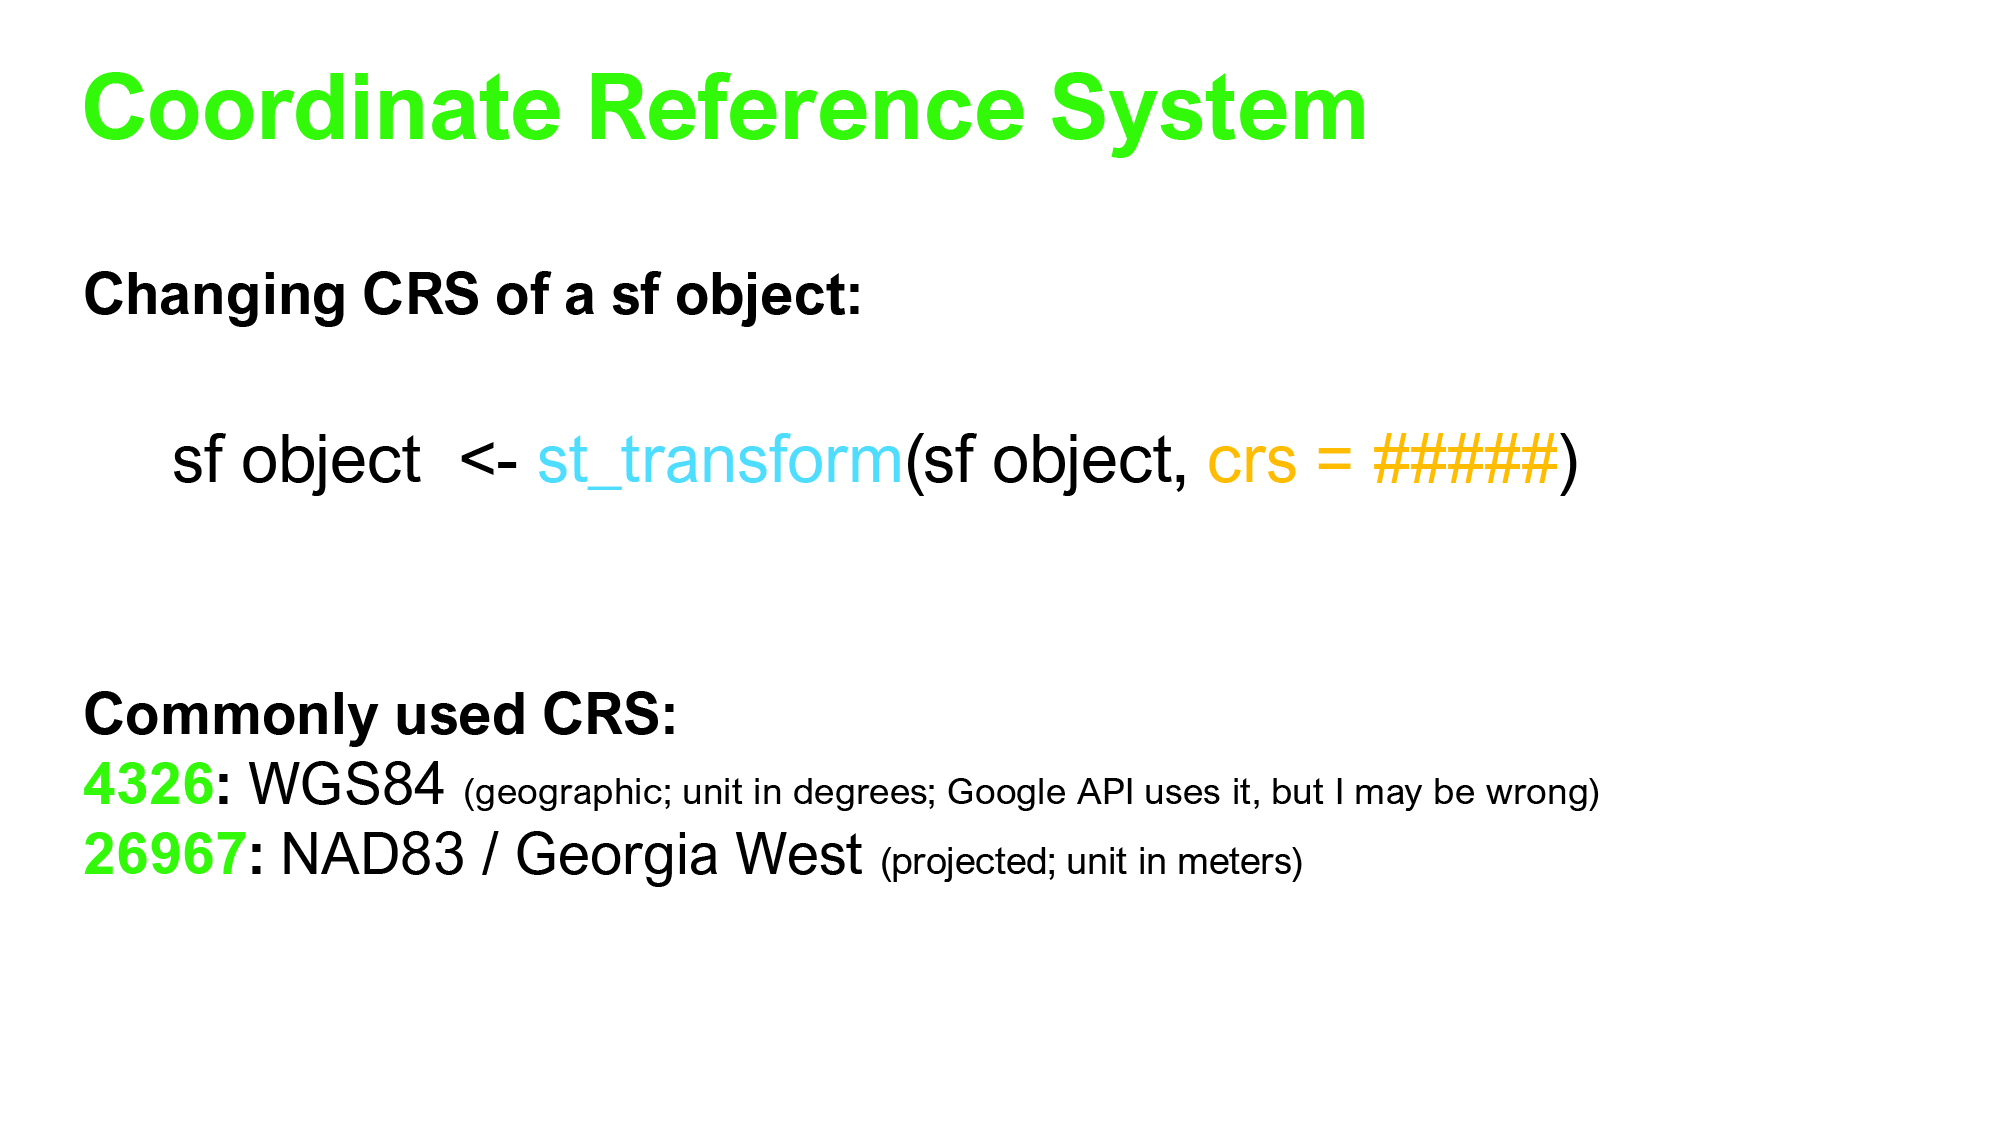 Coordinate Reference System
Changing CRS of a sf object:
sf object <- st_transform(sf object, crs = #####)
Commonly used CRS:
4326: WGS84 (geographic; unit in degrees; Google API uses it, but I may be wrong)
26967: NAD83 / Georgia West (projected; unit in meters)